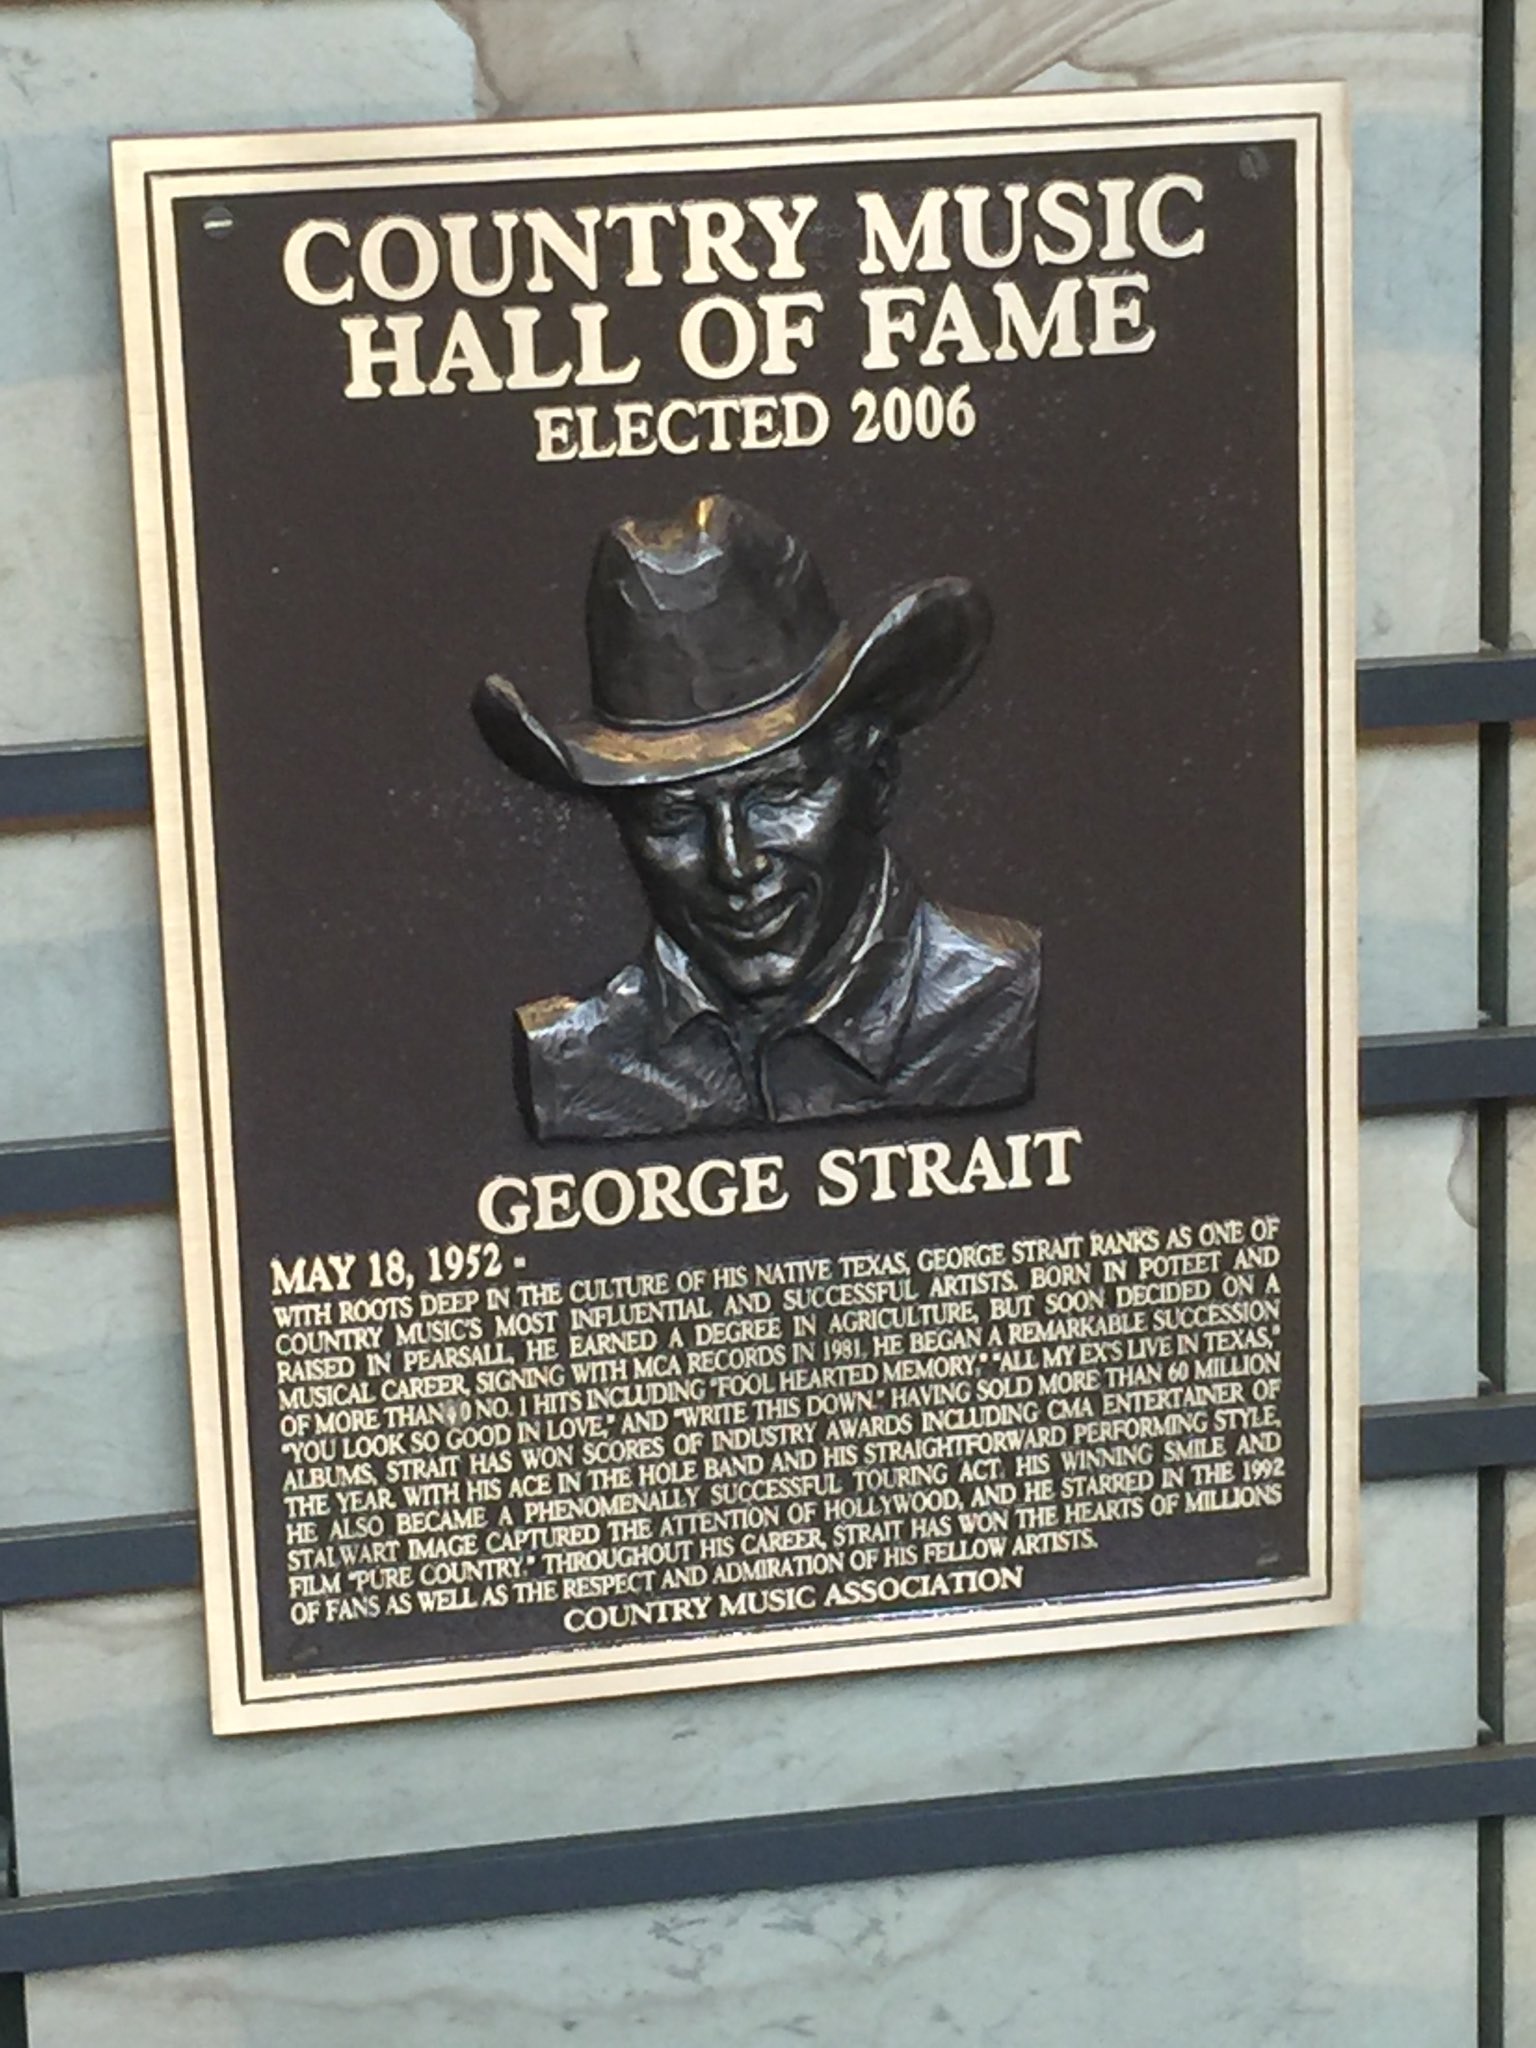 COUNTRY MUSIC
HALL OF FAME
ELECTED 2006
GEORGE STRAIT
MAY 18, 1952 -
WITH ROOTS DEEP IN THE CULTURE OF HIS NATIVE TEXAS, GEORGE STRAIT RANKS AS ONE OF
COUNTRY MUSIC'S MOST INFLUENTIAL AND SUCCESSFUL ARTISTS. BORN IN POTEET AND
RAISED IN PEARSALL, HE EARNED A DEGREE IN AGRICULTURE, BUT SOON DECIDED ON A
MUSICAL CAREER, SIGNING WITH MCA RECORDS IN 1981. HE BEGAN A REMARKABLE SUCCESSION
OF MORE THAN NO. 1 HITS INCLUDING "FOOL HEARTED MEMORY," "ALL MY EX'S LIVE IN TEXAS,"
"YOU LOOK SO GOOD IN LOVE," AND "WRITE THIS DOWN." HAVING SOLD MORE THAN 60 MILLION
ALBUMS, STRAIT HAS WON SCORES OF INDUSTRY AWARDS INCLUDING CMA ENTERTAINER OF
THE YEAR. WITH HIS ACE IN THE HOLE BAND AND HIS STRAIGHTFORWARD PERFORMING STYLE,
HE ALSO BECAME A PHENOMENALLY SUCCESSFUL TOURING ACT. HIS WINNING SMILE AND
STALWART IMAGE CAPTURED THE ATTENTION OF HOLLYWOOD, AND HE STARRED IN THE 1992
FILM "PURE COUNTRY." THROUGHOUT HIS CAREER, STRAIT HAS WON THE HEARTS OF MILLIONS
OF FANS AS WELL AS THE RESPECT AND ADMIRATION OF HIS FELLOW ARTISTS.
COUNTRY MUSIC ASSOCIATION